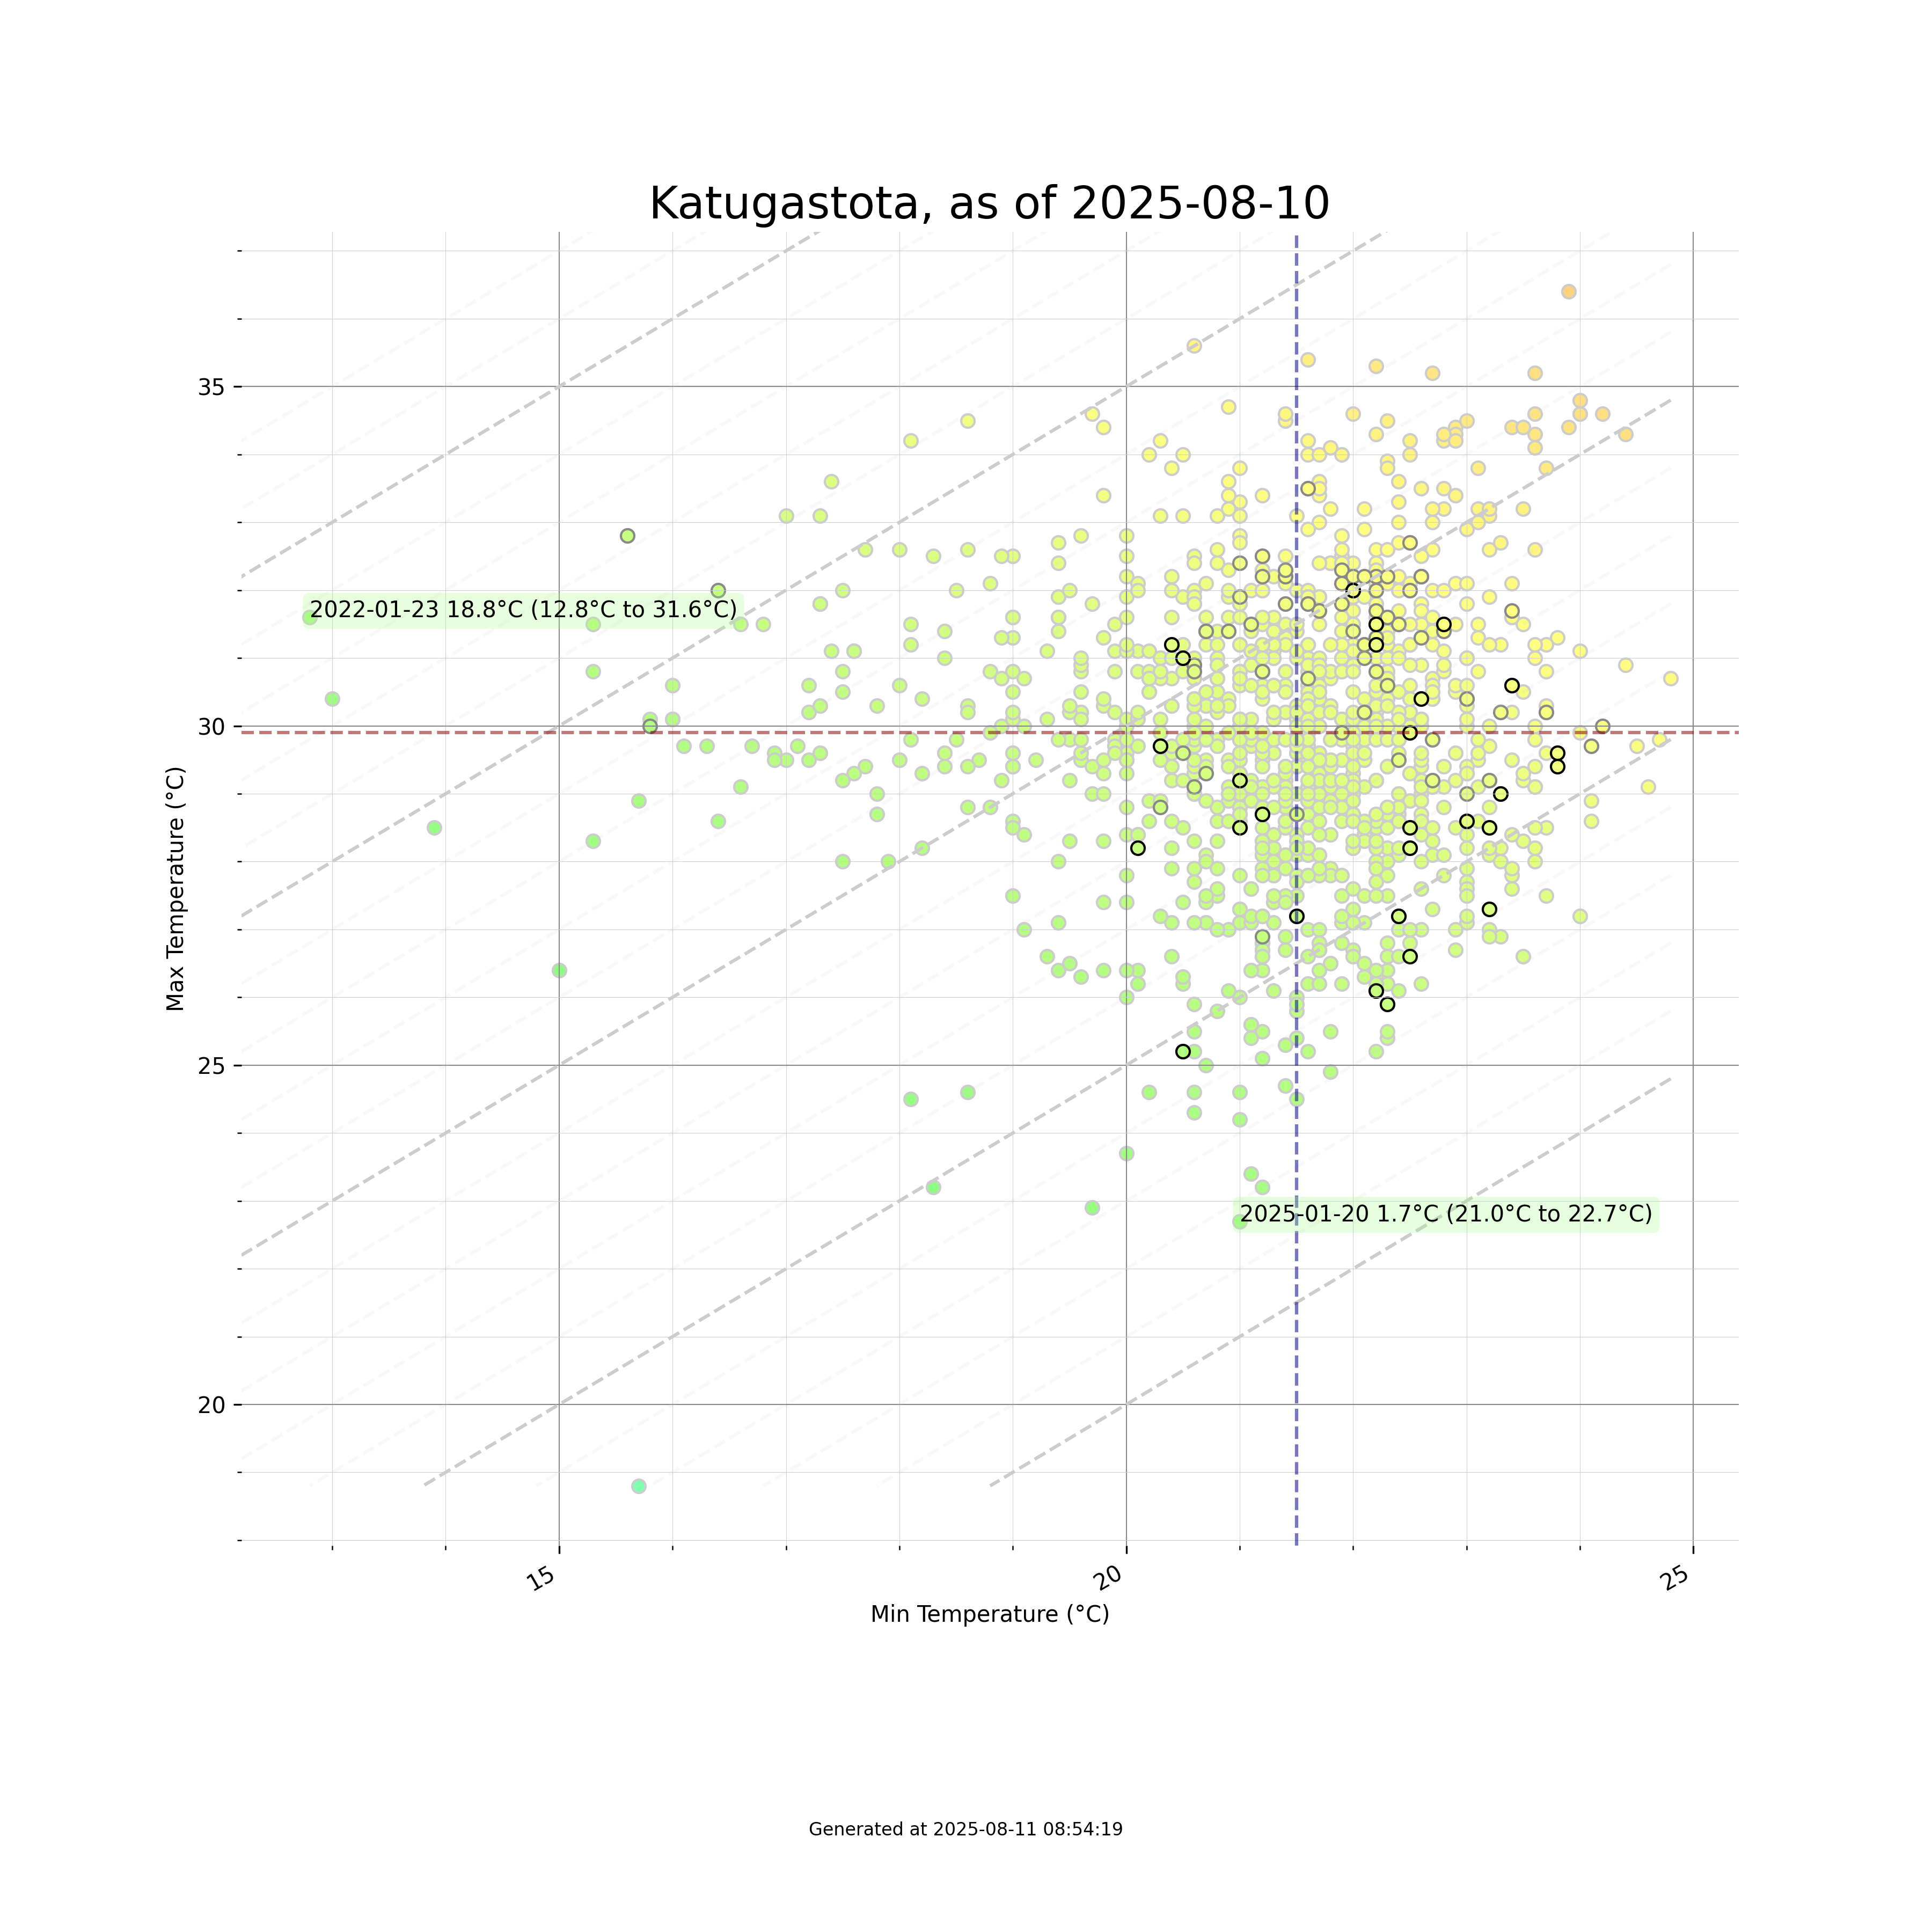 Katugastota, as of 2025-08-10
35
2022-01-23 18.8°C (12.8°C to 31.6°C)
30
Max Temperature (°C)
25
2025-01-20 1.7°C (21.0°C to 22.7°C)
20
15
20
25
Min Temperature (°C)
Generated at 2025-08-11 08:54:19